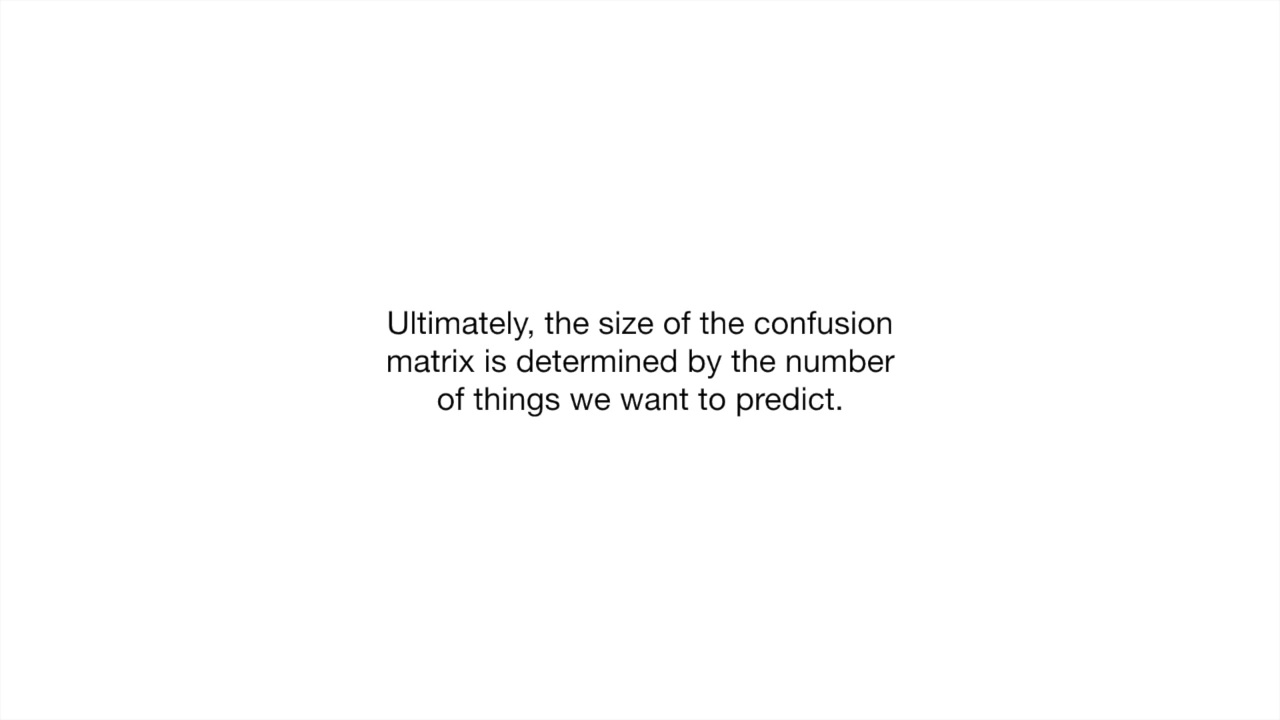 Ultimately, the size of the confusion
matrix is determined by the number
of things we want to predict.